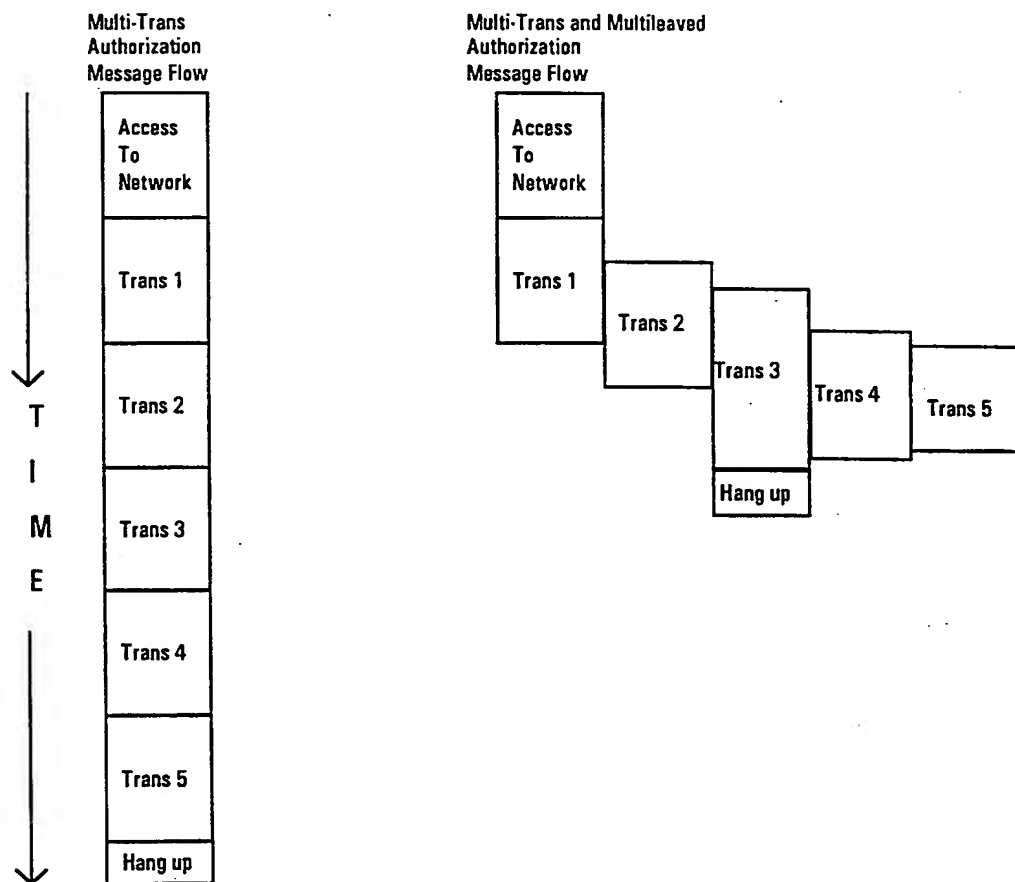 Multi-Trans
Authorization
Message Flow
Access
To
Network
Trans 1
Trans 2
Trans 3
Trans 4
Trans 5
Hang up
T
I
M
E
Multi-Trans and Multileaved
Authorization
Message Flow
Access
To
Network
Trans 1
Trans 2
Trans 3
Trans 4
Trans 5
Hang up